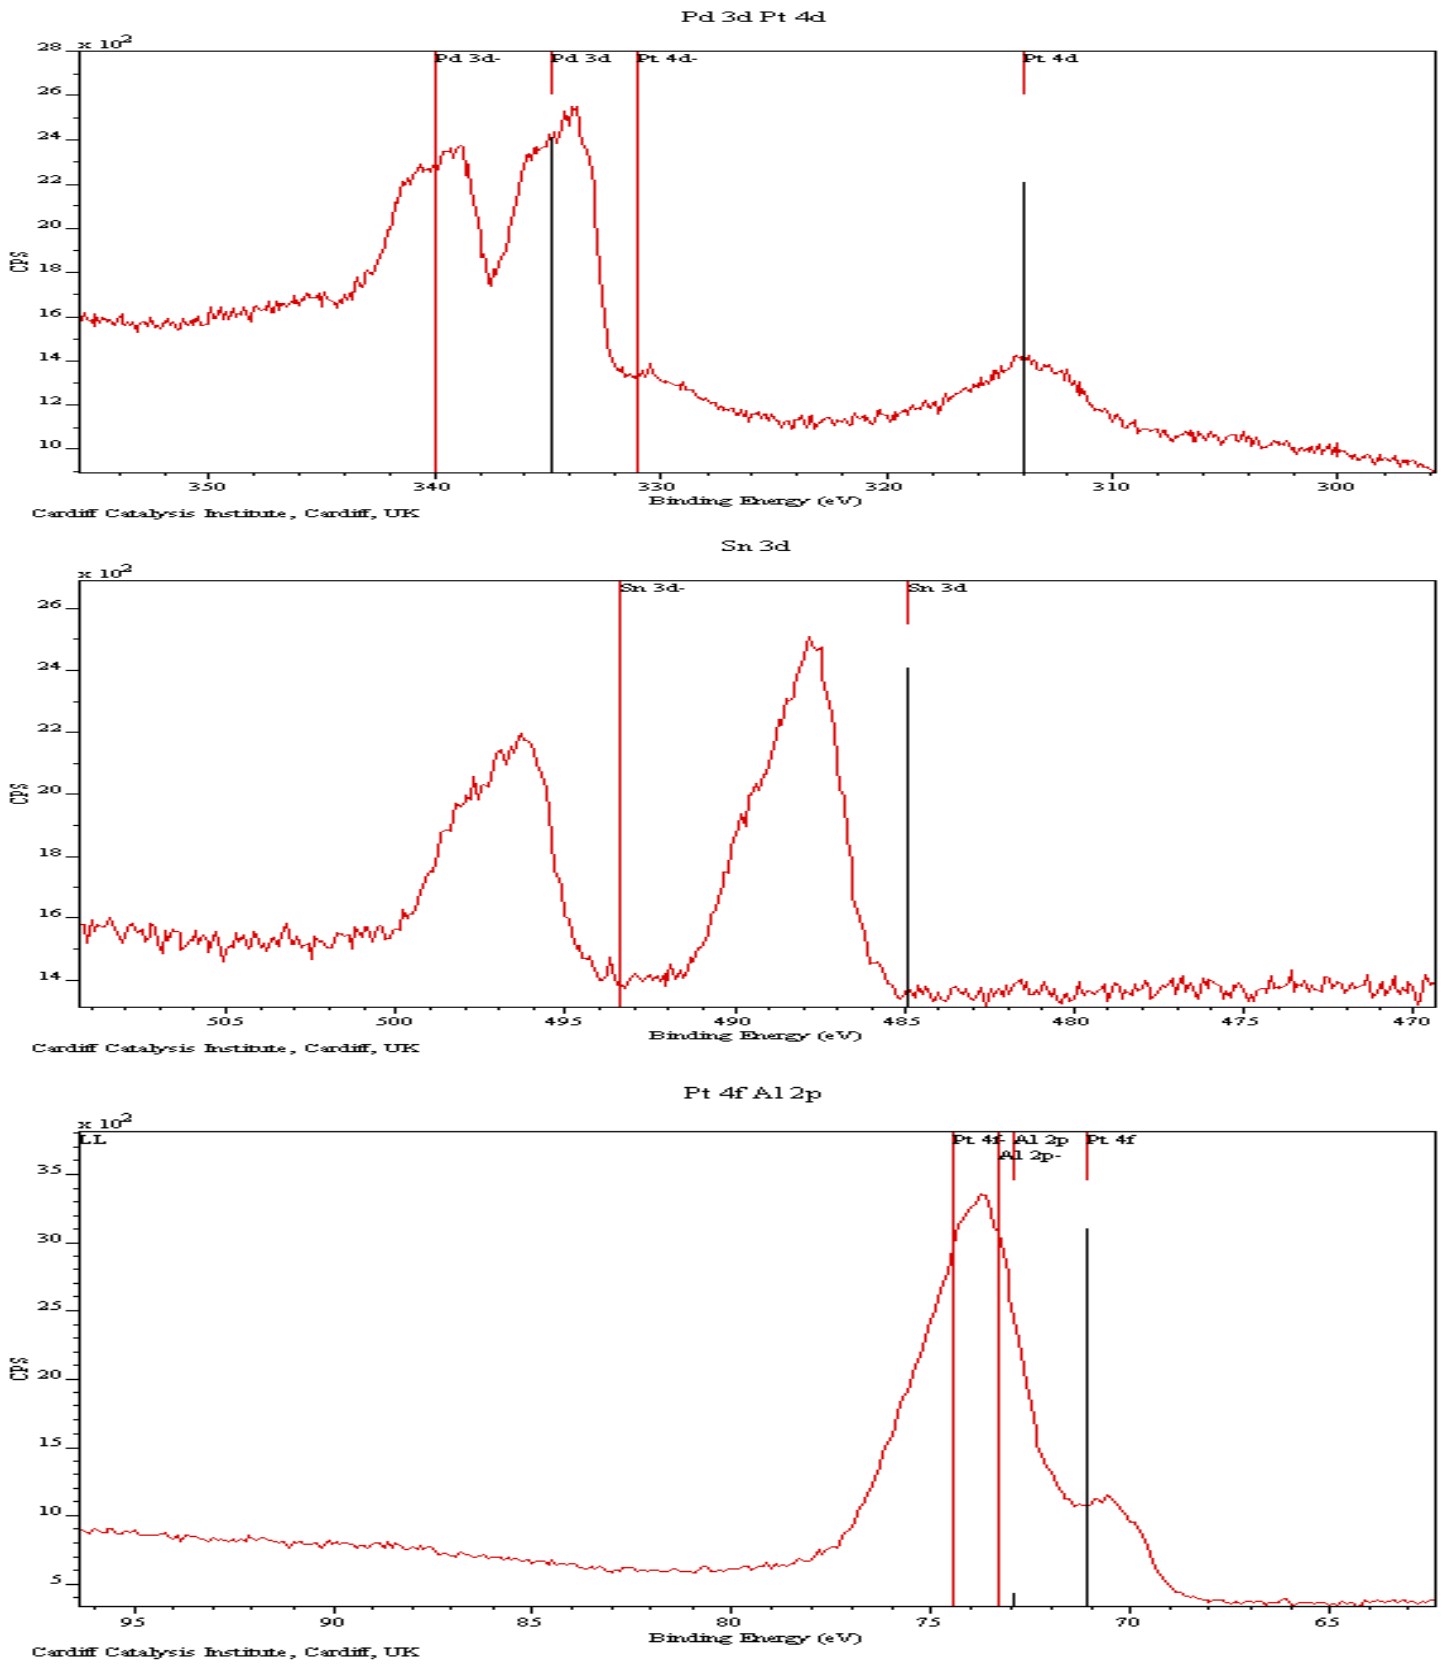 Pd 3d Pt 4d
x 10²
Pd 3d- Pd 3d Pt 4d- Pt 4d
28
26
24
22
20
18
16
14
12
10
CPS
350 340 330 320 310 300
Binding Energy (eV)
Cardiff Catalysis Institute, Cardiff, UK
Sn 3d
x 10²
Sn 3d- Sn 3d
26
24
22
20
18
16
14
CPS
505 500 495 490 485 480 475 470
Binding Energy (eV)
Cardiff Catalysis Institute, Cardiff, UK
Pt 4f Al 2p
x 10²
LL Pt 4f- Al 2p Pt 4f
Al 2p-
35
30
25
20
15
10
5
CPS
95 90 85 80 75 70 65
Binding Energy (eV)
Cardiff Catalysis Institute, Cardiff, UK